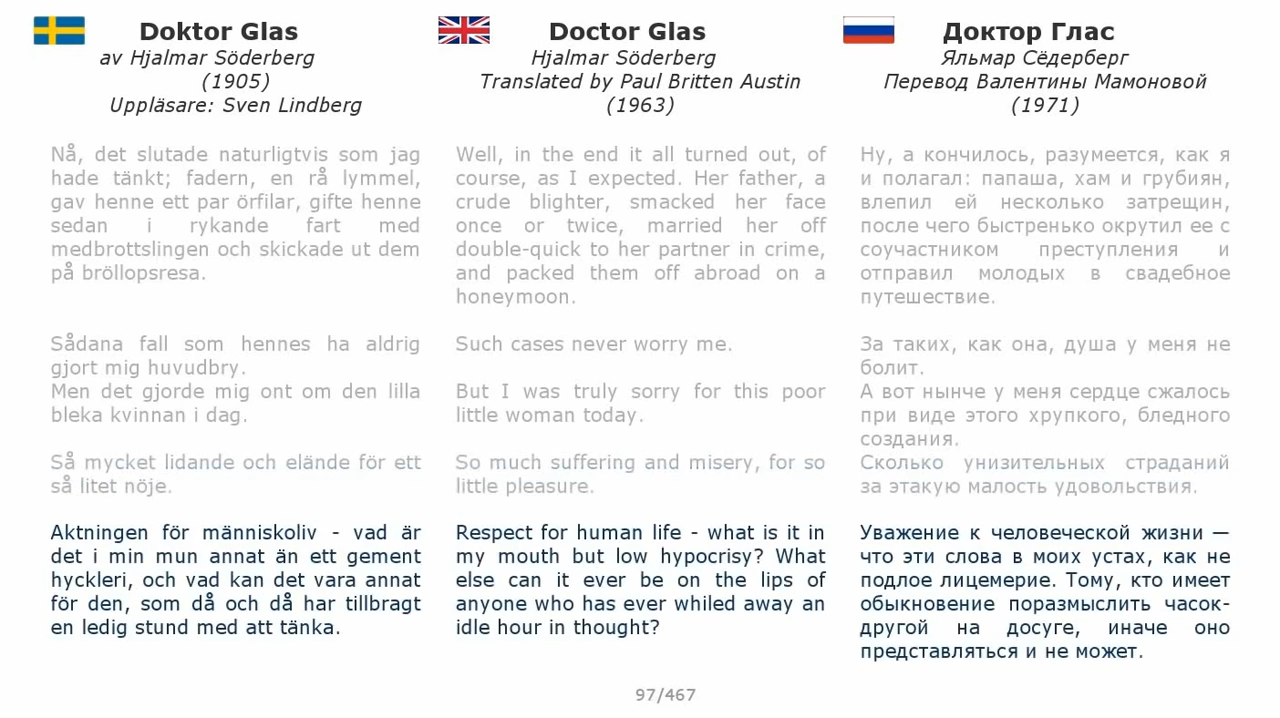 Doktor Glas
av Hjalmar Söderberg
(1905)
Uppläsare: Sven Lindberg
Nå, det slutade naturligtvis som jag
hade tänkt; fadern, en rå lymmel,
gav henne ett par örfilar, gifte henne
sedan i rykande fart med
medbrottslingen och skickade ut dem
på bröllopsresa.
Sådana fall som hennes ha aldrig
gjort mig huvudbry.
Men det gjorde mig ont om den lilla
bleka kvinnan i dag.
Så mycket lidande och elände för ett
så litet nöje.
Aktningen för människoliv - vad är
det i min mun annat än ett gement
hyckleri, och vad kan det vara annat
för den, som då och då har tillbragt
en ledig stund med att tänka.
Doctor Glas
Hjalmar Söderberg
Translated by Paul Britten Austin
(1963)
Well, in the end it all turned out, of
course, as I expected. Her father, a
crude blighter, smacked her face
once or twice, married her off
double-quick to her partner in crime,
and packed them off abroad on a
honeymoon.
Such cases never worry me.
But I was truly sorry for this poor
little woman today.
So much suffering and misery, for so
little pleasure.
Respect for human life - what is it in
my mouth but low hypocrisy? What
else can it ever be on the lips of
anyone who has ever whiled away an
idle hour in thought?
Доктор Глас
Яльмар Сёдерберг
Перевод Валентины Мамоновой
(1971)
Ну, а кончилось, разумеется, как я
и полагал: папаша, хам и грубиян,
влепил ей несколько затрещин,
после чего быстренько окрутил ее с
соучастником преступления и
отправил молодых в свадебное
путешествие.
За таких, как она, душа у меня не
болит.
А вот нынче у меня сердце сжалось
при виде этого хрупкого, бледного
создания.
Сколько унизительных страданий
за этакую малость удовольствия.
Уважение к человеческой жизни —
что эти слова в моих устах, как не
подлое лицемерие. Тому, кто имеет
обыкновение поразмыслить часок-
другой на досуге, иначе оно
представляться и не может.
97/467